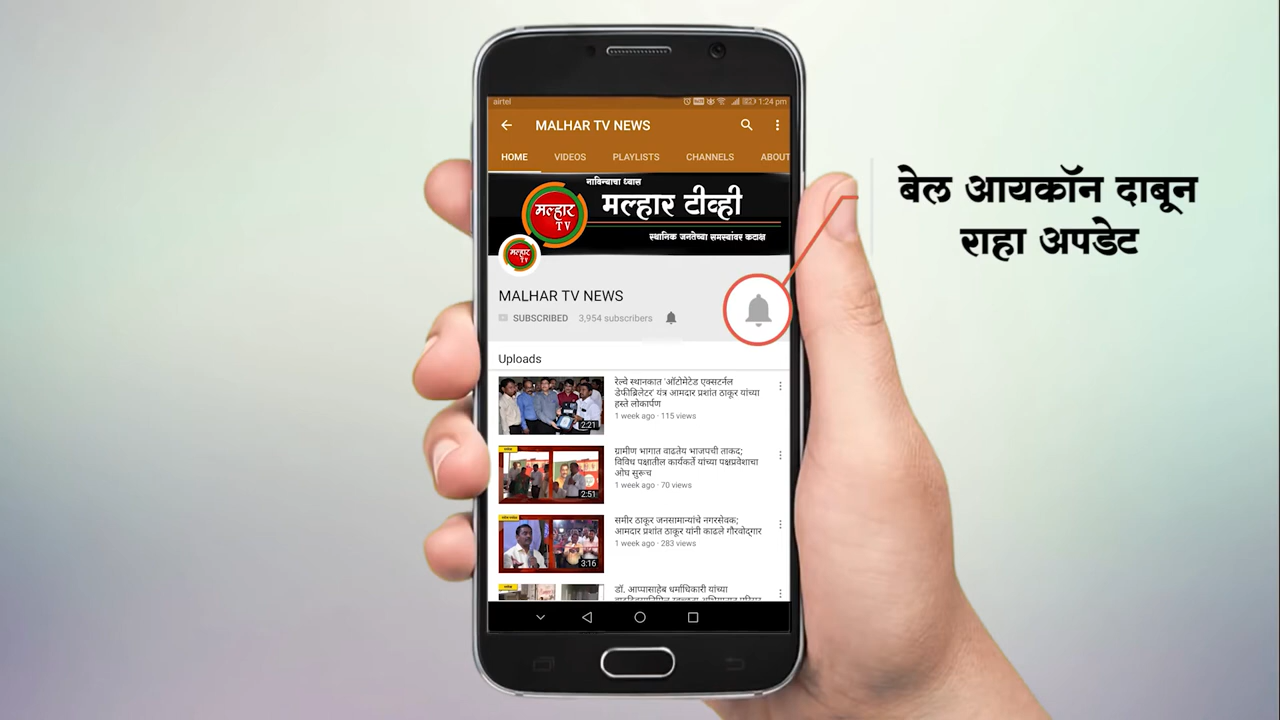 airtel 1:24 pm
MALHAR TV NEWS
HOME VIDEOS PLAYLISTS CHANNELS ABOUT
नाविन्याचा ध्यास
मल्हार टीव्ही
स्थानिक जनतेच्या समस्यांवर कटाक्ष
मल्हार
TV
मल्हार
TV
MALHAR TV NEWS
SUBSCRIBED 3,954 subscribers
Uploads
रेल्वे स्थानकात 'ऑटोमेटेड एक्सटर्नल
डेफीब्रिलेटर' यंत्र आमदार प्रशांत ठाकूर यांच्या
हस्ते लोकार्पण
1 week ago · 115 views
2:21
ग्रामीण भागात वाढतेय भाजपची ताकद;
विविध पक्षातील कार्यकर्ते यांच्या पक्षप्रवेशाचा
ओघ सुरूच
1 week ago · 70 views
2:51
समीर ठाकूर जनसामान्यांचे नगरसेवक;
आमदार प्रशांत ठाकूर यांनी काढले गौरवोद्गार
1 week ago · 283 views
3:16
डॉ. आप्पासाहेब धर्माधिकारी यांच्या
बेल आयकॉन दाबून
राहा अपडेट